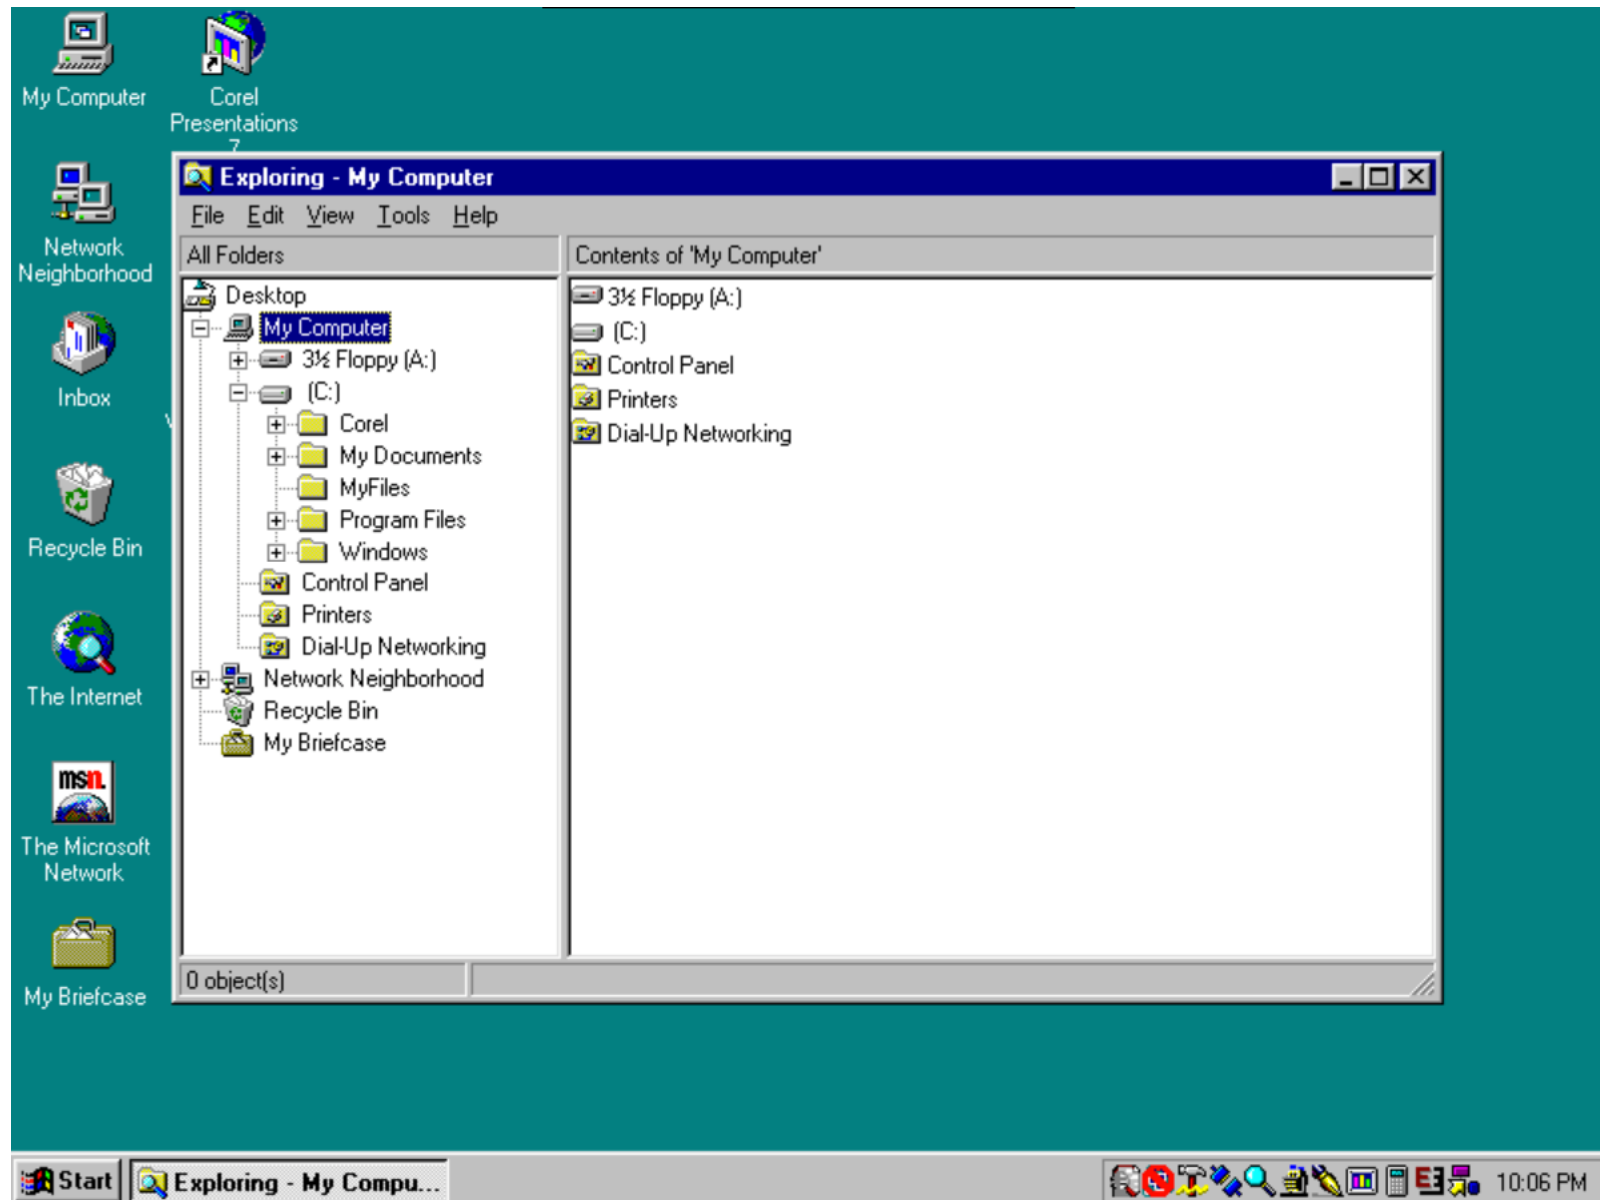 My Computer
Corel
Presentations
7
Network
Neighborhood
Inbox
Recycle Bin
The Internet
msn.
The Microsoft
Network
My Briefcase
Exploring - My Computer
File Edit View Tools Help
All Folders
Contents of 'My Computer'
Desktop
My Computer
3½ Floppy (A:)
(C:)
Corel
My Documents
MyFiles
Program Files
Windows
Control Panel
Printers
Dial-Up Networking
Network Neighborhood
Recycle Bin
My Briefcase
3½ Floppy (A:)
(C:)
Control Panel
Printers
Dial-Up Networking
0 object(s)
Start
Exploring - My Compu...
10:06 PM